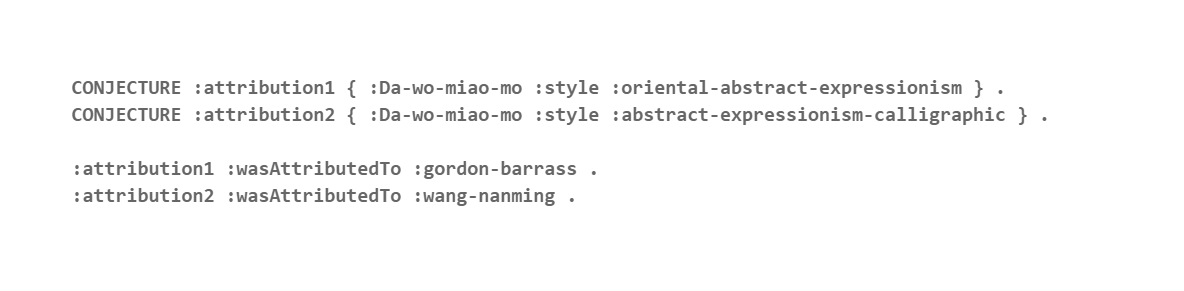 CONJECTURE :attribution1 { :Da-wo-miao-mo :style :oriental-abstract-expressionism } .
CONJECTURE :attribution2 { :Da-wo-miao-mo :style :abstract-expressionism-calligraphic } .
:attribution1 :wasAttributedTo :gordon-barrass .
:attribution2 :wasAttributedTo :wang-nanming .